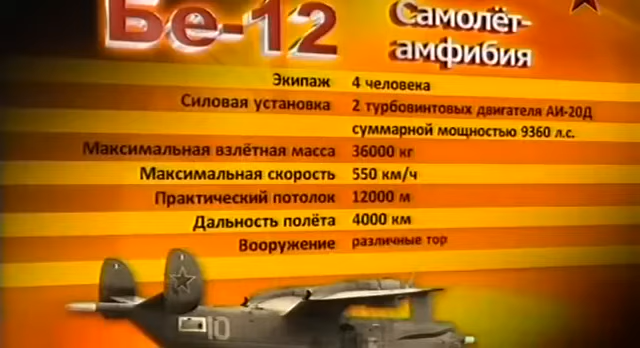 Бе-12
Самолёт-
амфибия
Экипаж 4 человека
Силовая установка 2 турбовинтовых двигателя АИ-20Д
суммарной мощностью 9360 л.с.
Максимальная взлётная масса 36000 кг
Максимальная скорость 550 км/ч
Практический потолок 12000 м
Дальность полёта 4000 км
Вооружение различные тор
10